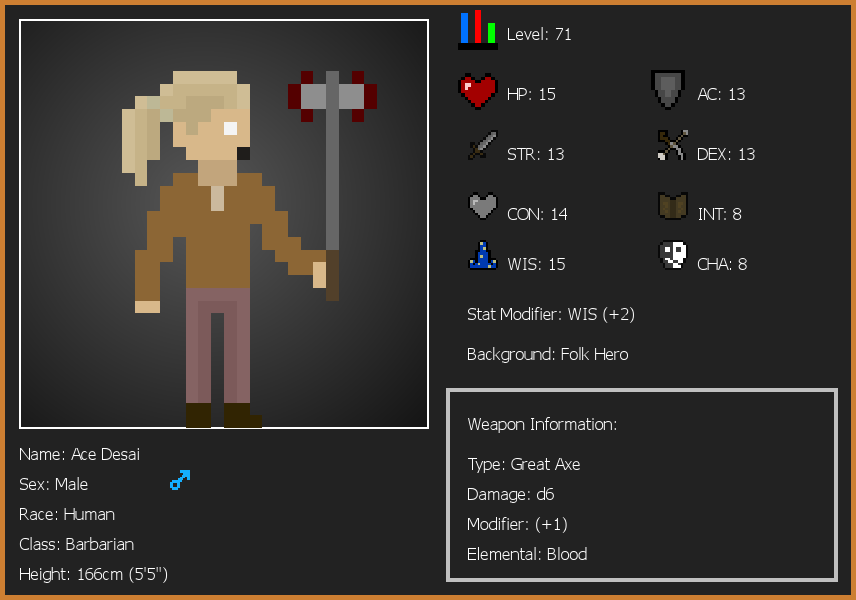 Level: 71
HP: 15
AC: 13
STR: 13
DEX: 13
CON: 14
INT: 8
WIS: 15
CHA: 8
Stat Modifier: WIS (+2)
Background: Folk Hero
Weapon Information:
Type: Great Axe
Damage: d6
Modifier: (+1)
Elemental: Blood
Name: Ace Desai
Sex: Male
Race: Human
Class: Barbarian
Height: 166cm (5'5")